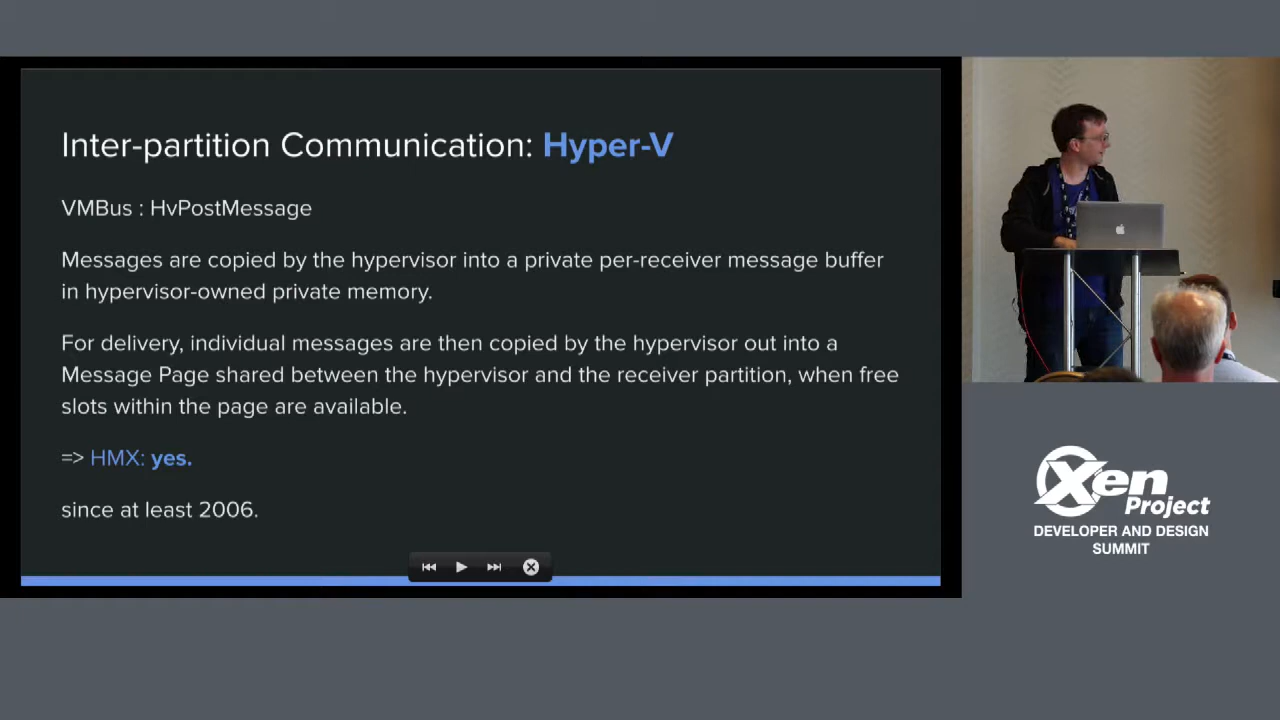 Inter-partition Communication: Hyper-V
VMBus : HvPostMessage
Messages are copied by the hypervisor into a private per-receiver message buffer
in hypervisor-owned private memory.
For delivery, individual messages are then copied by the hypervisor out into a
Message Page shared between the hypervisor and the receiver partition, when free
slots within the page are available.
=> HMX: yes.
since at least 2006.
Xen
Project
DEVELOPER AND DESIGN
SUMMIT